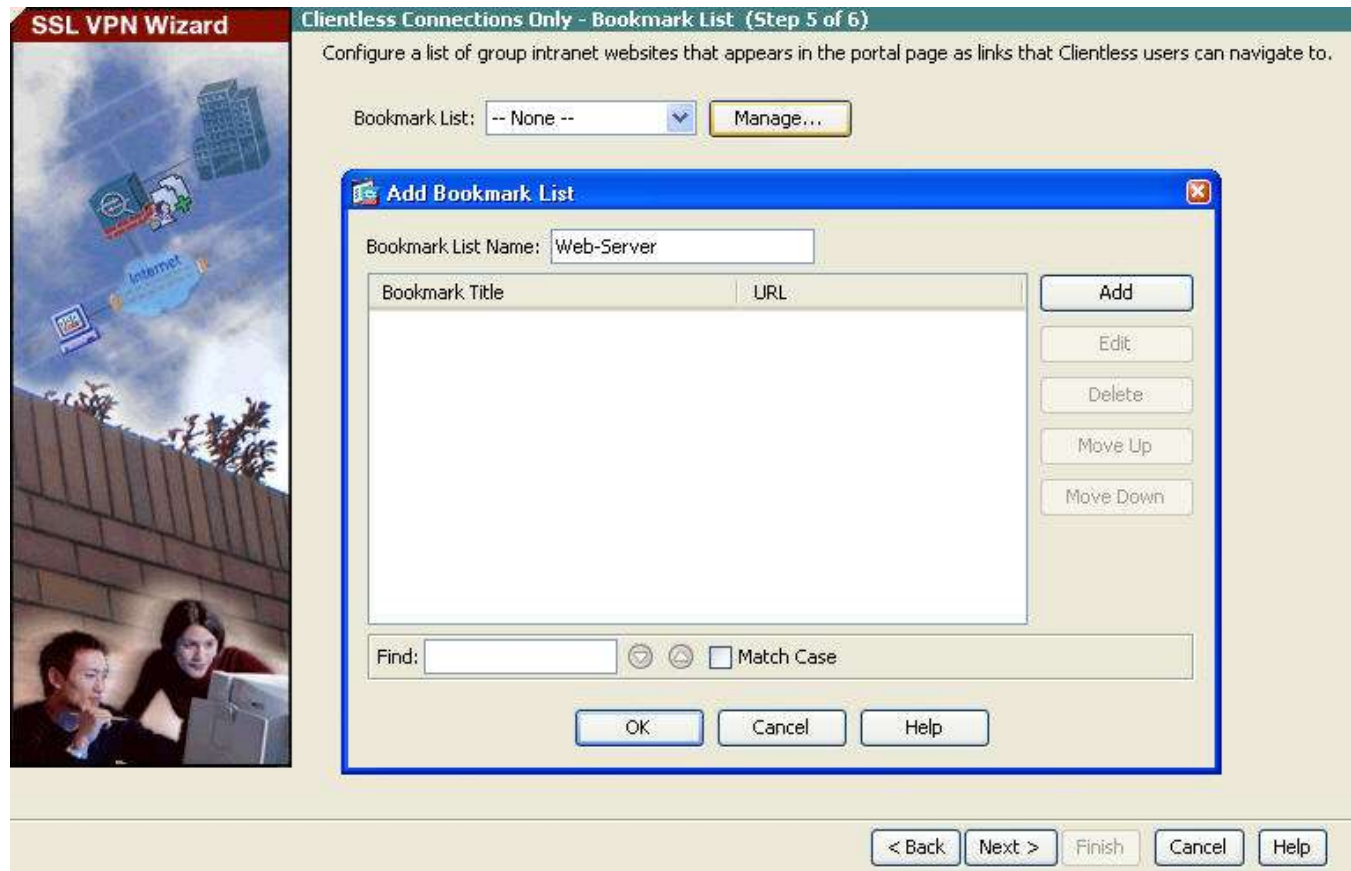 SSL VPN Wizard
Clientless Connections Only - Bookmark List (Step 5 of 6)
Configure a list of group intranet websites that appears in the portal page as links that Clientless users can navigate to.
Bookmark List: -- None -- Manage...
Add Bookmark List
Bookmark List Name: Web-Server
Bookmark Title URL
Add
Edit
Delete
Move Up
Move Down
Find: Match Case
OK Cancel Help
Internet
< Back Next > Finish Cancel Help